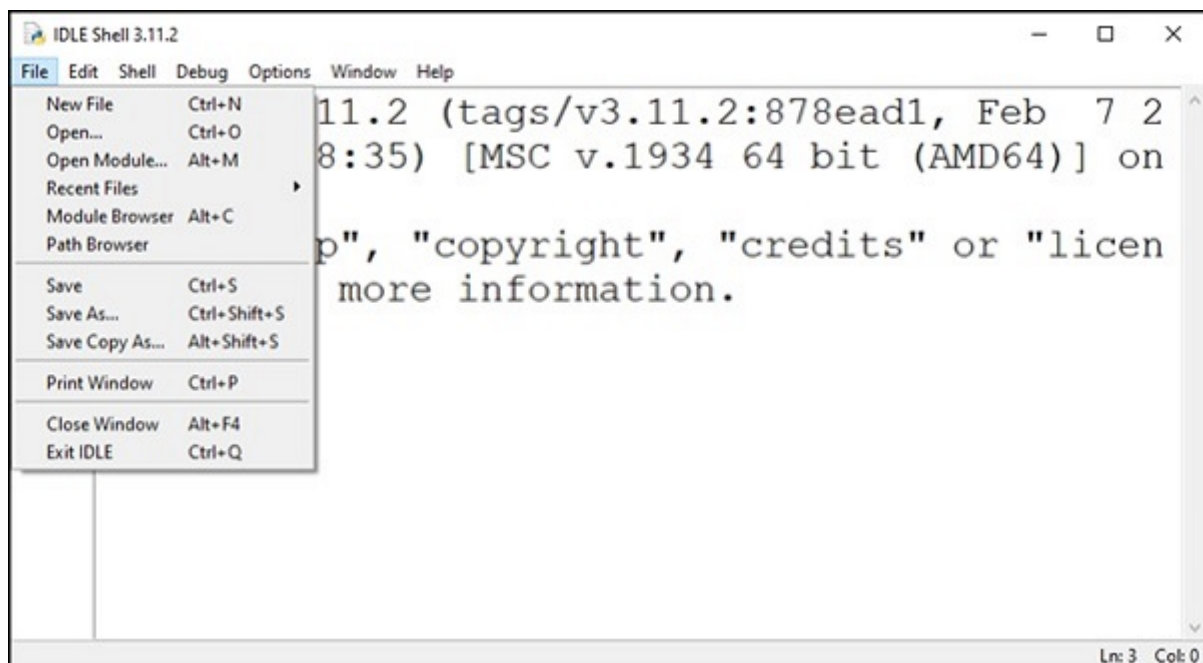 IDLE Shell 3.11.2
File Edit Shell Debug Options Window Help
New File Ctrl+N
Open... Ctrl+O
Open Module... Alt+M
Recent Files
Module Browser Alt+C
Path Browser
Save Ctrl+S
Save As... Ctrl+Shift+S
Save Copy As... Alt+Shift+S
Print Window Ctrl+P
Close Window Alt+F4
Exit IDLE Ctrl+Q
11.2 (tags/v3.11.2:878ead1, Feb 7 2
8:35) [MSC v.1934 64 bit (AMD64)] on
p", "copyright", "credits" or "licen
more information.
Ln: 3 Col: 0